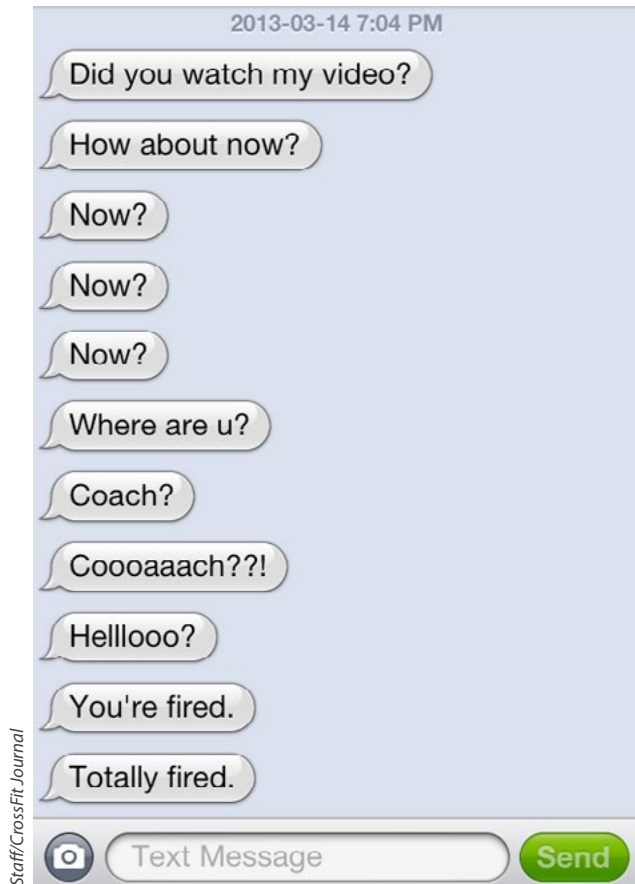 2013-03-14 7:04 PM
Did you watch my video?
How about now?
Now?
Now?
Now?
Where are u?
Coach?
Coooaaach??!
Helllooo?
You're fired.
Totally fired.
Text Message
Send
Staff/CrossFit Journal